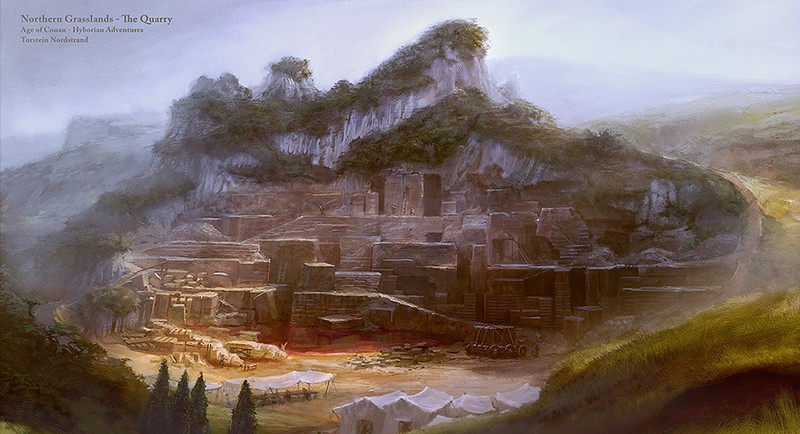 Northern Grasslands - The Quarry
Age of Conan - Hyborian Adventures
Torstein Nordstrand